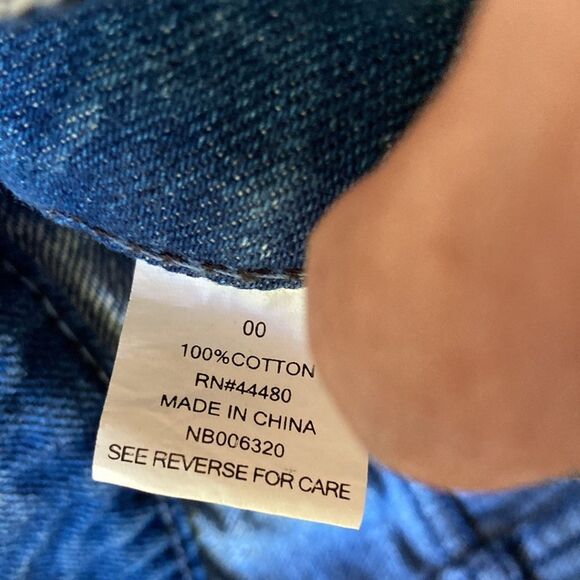 00
100%COTTON
RN#44480
MADE IN CHINA
NB006320
SEE REVERSE FOR CARE